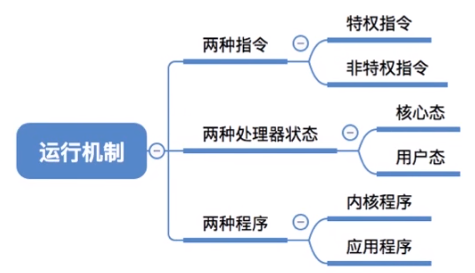 运行机制
两种指令
特权指令
非特权指令
两种处理器状态
核心态
用户态
两种程序
内核程序
应用程序